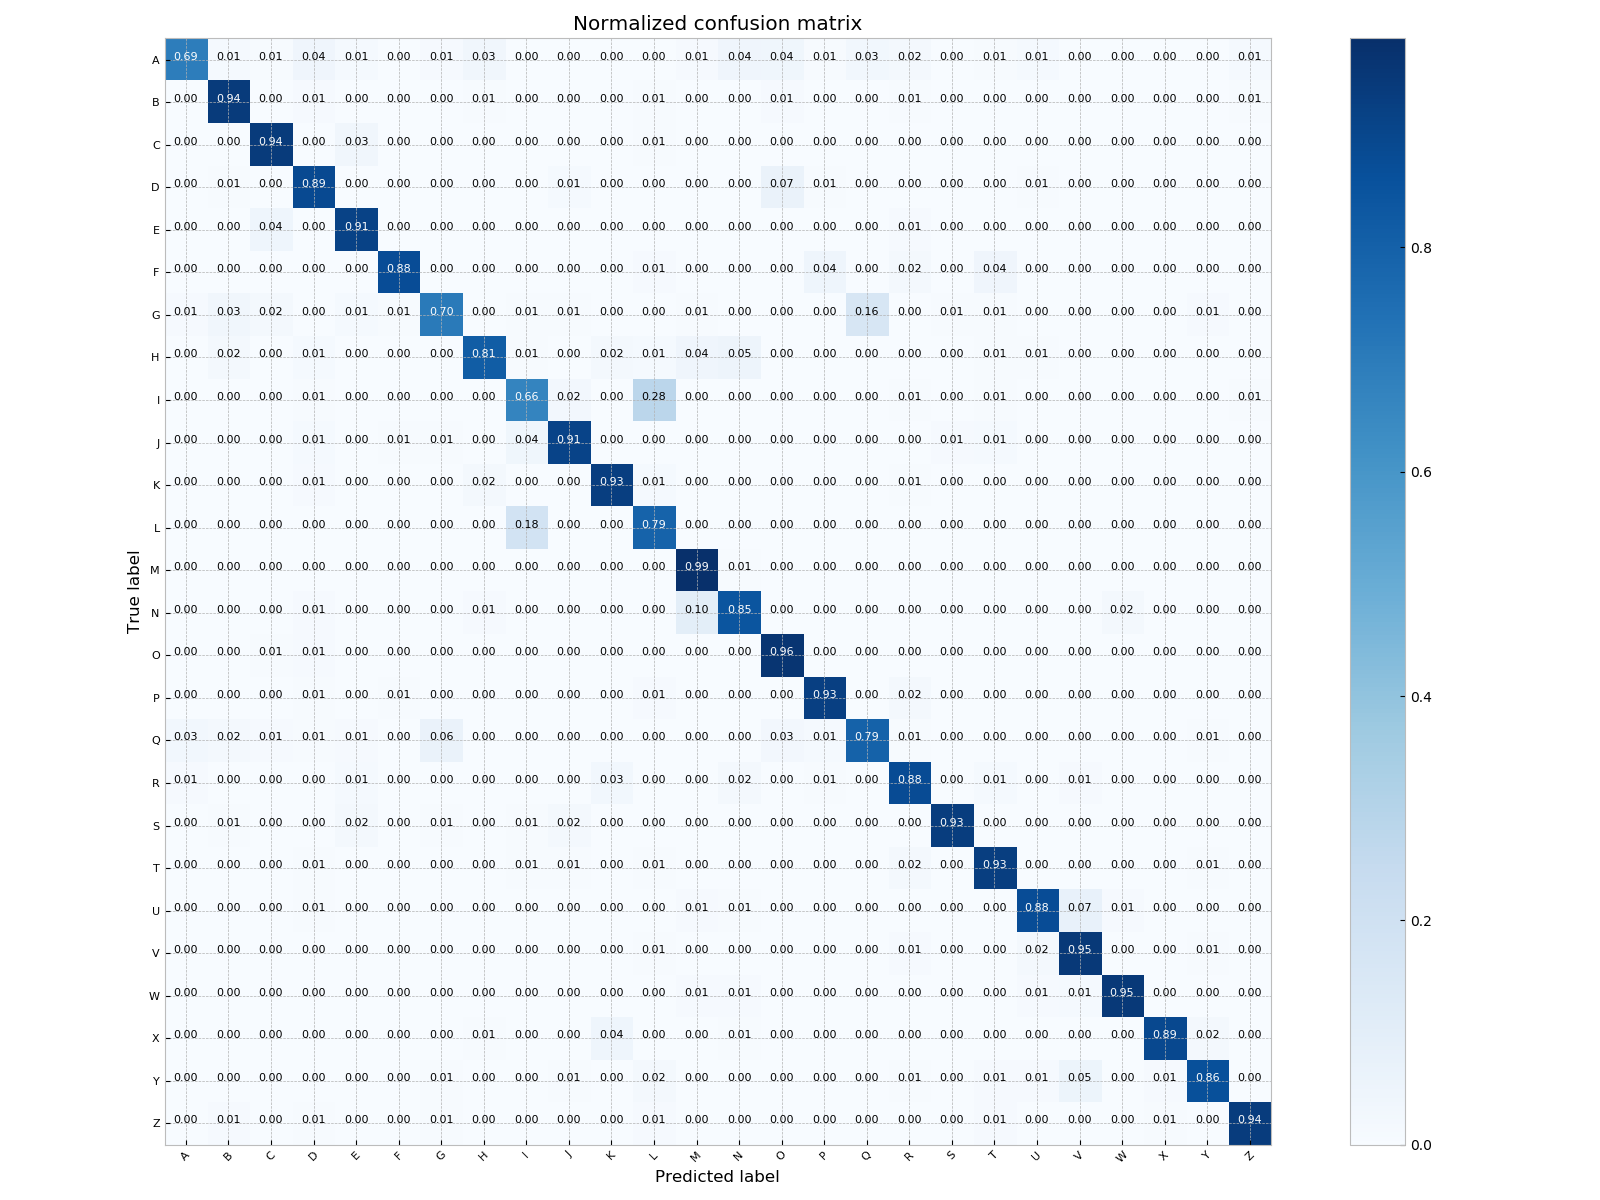 Normalized confusion matrix
A 0.69 0.01 0.01 0.04 0.01 0.00 0.01 0.03 0.00 0.00 0.00 0.00 0.01 0.04 0.04 0.01 0.03 0.02 0.00 0.01 0.01 0.00 0.00 0.00 0.00 0.01
B 0.00 0.94 0.00 0.01 0.00 0.00 0.00 0.01 0.00 0.00 0.00 0.01 0.00 0.00 0.01 0.00 0.00 0.01 0.00 0.00 0.00 0.00 0.00 0.00 0.00 0.01
C 0.00 0.00 0.94 0.00 0.03 0.00 0.00 0.00 0.00 0.00 0.00 0.01 0.00 0.00 0.00 0.00 0.00 0.00 0.00 0.00 0.00 0.00 0.00 0.00 0.00 0.00
D 0.00 0.01 0.00 0.89 0.00 0.00 0.00 0.00 0.00 0.01 0.00 0.00 0.00 0.00 0.07 0.01 0.00 0.00 0.00 0.00 0.01 0.00 0.00 0.00 0.00 0.00
E 0.00 0.00 0.04 0.00 0.91 0.00 0.00 0.00 0.00 0.00 0.00 0.00 0.00 0.00 0.00 0.00 0.00 0.01 0.00 0.00 0.00 0.00 0.00 0.00 0.00 0.00
F 0.00 0.00 0.00 0.00 0.00 0.88 0.00 0.00 0.00 0.00 0.00 0.01 0.00 0.00 0.00 0.04 0.00 0.02 0.00 0.04 0.00 0.00 0.00 0.00 0.00 0.00
G 0.01 0.03 0.02 0.00 0.01 0.01 0.70 0.00 0.01 0.01 0.00 0.00 0.01 0.00 0.00 0.00 0.16 0.00 0.01 0.01 0.00 0.00 0.00 0.00 0.01 0.00
H 0.00 0.02 0.00 0.01 0.00 0.00 0.00 0.81 0.01 0.00 0.02 0.01 0.04 0.05 0.00 0.00 0.00 0.00 0.00 0.01 0.01 0.00 0.00 0.00 0.00 0.00
I 0.00 0.00 0.00 0.01 0.00 0.00 0.00 0.00 0.66 0.02 0.00 0.28 0.00 0.00 0.00 0.00 0.00 0.01 0.00 0.01 0.00 0.00 0.00 0.00 0.00 0.01
J 0.00 0.00 0.00 0.01 0.00 0.01 0.01 0.00 0.04 0.91 0.00 0.00 0.00 0.00 0.00 0.00 0.00 0.00 0.01 0.01 0.00 0.00 0.00 0.00 0.00 0.00
K 0.00 0.00 0.00 0.01 0.00 0.00 0.00 0.02 0.00 0.00 0.93 0.01 0.00 0.00 0.00 0.00 0.00 0.01 0.00 0.00 0.00 0.00 0.00 0.00 0.00 0.00
L 0.00 0.00 0.00 0.00 0.00 0.00 0.00 0.00 0.18 0.00 0.00 0.79 0.00 0.00 0.00 0.00 0.00 0.00 0.00 0.00 0.00 0.00 0.00 0.00 0.00 0.00
M 0.00 0.00 0.00 0.00 0.00 0.00 0.00 0.00 0.00 0.00 0.00 0.00 0.99 0.01 0.00 0.00 0.00 0.00 0.00 0.00 0.00 0.00 0.00 0.00 0.00 0.00
N 0.00 0.00 0.00 0.01 0.00 0.00 0.00 0.01 0.00 0.00 0.00 0.00 0.10 0.85 0.00 0.00 0.00 0.00 0.00 0.00 0.00 0.00 0.02 0.00 0.00 0.00
O 0.00 0.00 0.01 0.01 0.00 0.00 0.00 0.00 0.00 0.00 0.00 0.00 0.00 0.00 0.96 0.00 0.00 0.00 0.00 0.00 0.00 0.00 0.00 0.00 0.00 0.00
P 0.00 0.00 0.00 0.01 0.00 0.01 0.00 0.00 0.00 0.00 0.00 0.01 0.00 0.00 0.00 0.93 0.00 0.02 0.00 0.00 0.00 0.00 0.00 0.00 0.00 0.00
Q 0.03 0.02 0.01 0.01 0.01 0.00 0.06 0.00 0.00 0.00 0.00 0.00 0.00 0.00 0.03 0.01 0.79 0.01 0.00 0.00 0.00 0.00 0.00 0.00 0.01 0.00
R 0.01 0.00 0.00 0.00 0.01 0.00 0.00 0.00 0.00 0.00 0.03 0.00 0.00 0.02 0.00 0.01 0.00 0.88 0.00 0.01 0.00 0.01 0.00 0.00 0.00 0.00
S 0.00 0.01 0.00 0.00 0.02 0.00 0.01 0.00 0.01 0.02 0.00 0.00 0.00 0.00 0.00 0.00 0.00 0.00 0.93 0.00 0.00 0.00 0.00 0.00 0.00 0.00
T 0.00 0.00 0.00 0.01 0.00 0.00 0.00 0.00 0.01 0.01 0.00 0.01 0.00 0.00 0.00 0.00 0.00 0.02 0.00 0.93 0.00 0.00 0.00 0.00 0.01 0.00
U 0.00 0.00 0.00 0.01 0.00 0.00 0.00 0.00 0.00 0.00 0.00 0.00 0.01 0.01 0.00 0.00 0.00 0.00 0.00 0.00 0.88 0.07 0.01 0.00 0.00 0.00
V 0.00 0.00 0.00 0.00 0.00 0.00 0.00 0.00 0.00 0.00 0.00 0.01 0.00 0.00 0.00 0.00 0.00 0.01 0.00 0.00 0.02 0.95 0.00 0.00 0.01 0.00
W 0.00 0.00 0.00 0.00 0.00 0.00 0.00 0.00 0.00 0.00 0.00 0.00 0.01 0.01 0.00 0.00 0.00 0.00 0.00 0.00 0.01 0.01 0.95 0.00 0.00 0.00
X 0.00 0.00 0.00 0.00 0.00 0.00 0.00 0.01 0.00 0.00 0.04 0.00 0.00 0.01 0.00 0.00 0.00 0.00 0.00 0.00 0.00 0.00 0.00 0.89 0.02 0.00
Y 0.00 0.00 0.00 0.00 0.00 0.00 0.01 0.00 0.00 0.01 0.00 0.02 0.00 0.00 0.00 0.00 0.00 0.01 0.00 0.01 0.01 0.05 0.00 0.01 0.86 0.00
Z 0.00 0.01 0.00 0.01 0.00 0.00 0.01 0.00 0.00 0.00 0.00 0.01 0.00 0.00 0.00 0.00 0.00 0.00 0.00 0.01 0.00 0.00 0.00 0.01 0.00 0.94
A B C D E F G H I J K L M N O P Q R S T U V W X Y Z
Predicted label
True label
0.8
0.6
0.4
0.2
0.0